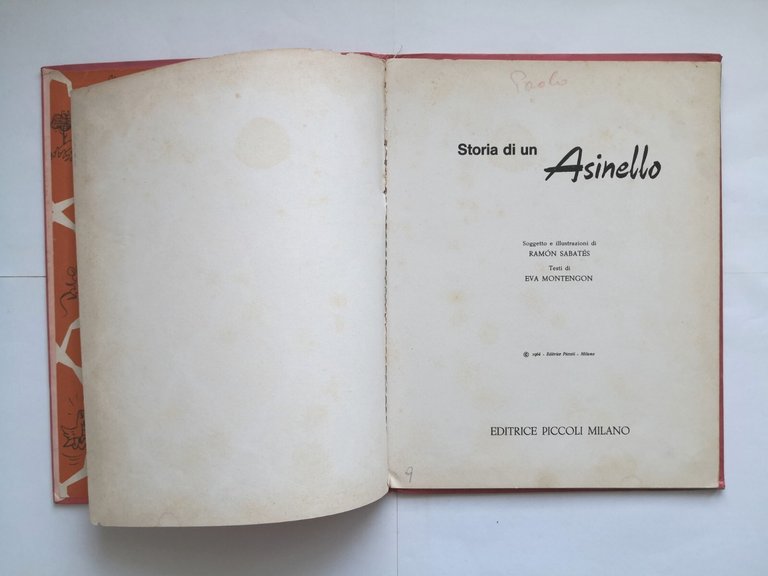 Paolo
Storia di un
Asinello
Soggetto e illustrazioni di
RAMÓN SABATÉS
Testi di
EVA MONTENGON
© 1966 - Editrice Piccoli - Milano
EDITRICE PICCOLI MILANO
9